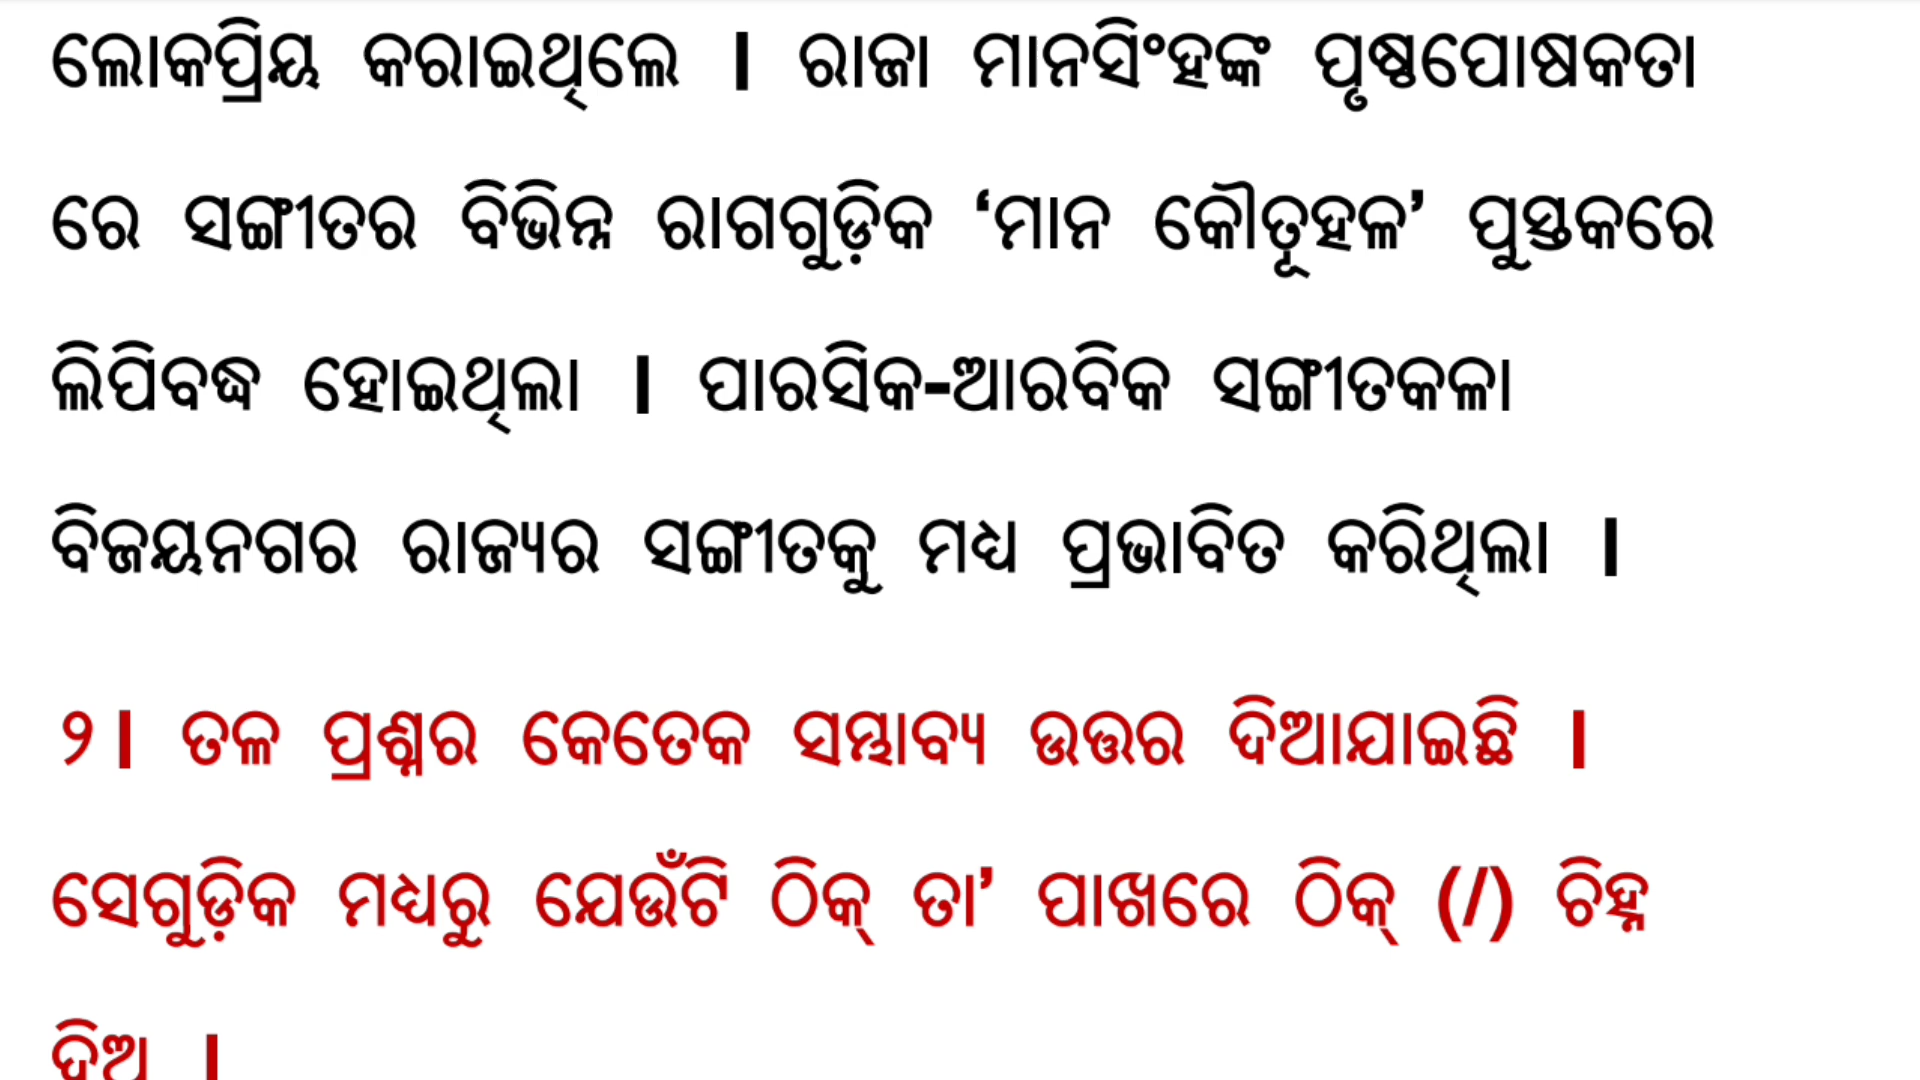 ଲୋକପ୍ରିୟ କରାଇଥିଲେ । ରାଜା ମାନସିଂହଙ୍କ ପୃଷ୍ଠପୋଷକତା
ରେ ସଙ୍ଗୀତର ବିଭିନ୍ନ ରାଗଗୁଡ଼ିକ ‘ମାନ କୌତୂହଳ’ ପୁସ୍ତକରେ
ଲିପିବଦ୍ଧ ହୋଇଥିଲା । ପାରସିକ-ଆରବିକ ସଙ୍ଗୀତକଳା
ବିଜୟନଗର ରାଜ୍ୟର ସଙ୍ଗୀତକୁ ମଧ୍ୟ ପ୍ରଭାବିତ କରିଥିଲା ।
୨। ତଳ ପ୍ରଶ୍ନର କେତେକ ସମ୍ଭାବ୍ୟ ଉତ୍ତର ଦିଆଯାଇଛି ।
ସେଗୁଡ଼ିକ ମଧ୍ୟରୁ ଯେଉଁଟି ଠିକ୍ ତା’ ପାଖରେ ଠିକ୍ (/) ଚିହ୍ନ
ଦିଅ ।